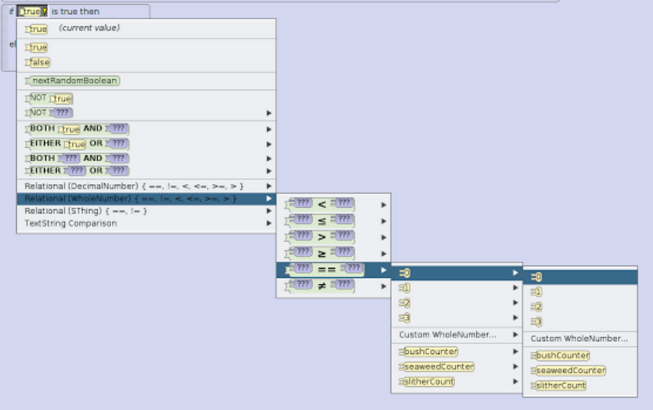 if true is true then
true (current value)
el
true
false
nextRandomBoolean
NOT true
NOT ???
BOTH true AND ???
EITHER true OR ???
BOTH ??? AND ???
EITHER ??? OR ???
Relational (DecimalNumber) { ==, !=, <, <=, >=, > }
Relational (WholeNumber) { ==, !=, <, <=, >=, > }
Relational (SThing) { ==, != }
TextString Comparison
??? < ???
??? ≤ ???
??? > ???
??? ≥ ???
??? == ???
??? ≠ ???
0
1
2
3
Custom WholeNumber...
bushCounter
seaweedCounter
slitherCount
0
1
2
3
Custom WholeNumber...
bushCounter
seaweedCounter
slitherCount